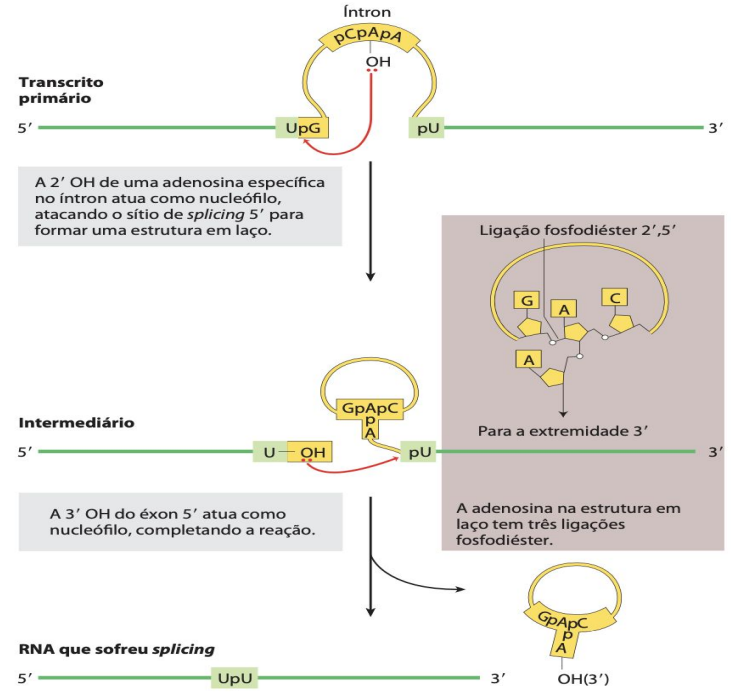 Íntron
pCpApA
OH
Transcrito
primário
5′
UpG
pU
3′
A 2′ OH de uma adenosina específica
no íntron atua como nucleófilo,
atacando o sítio de splicing 5′ para
formar uma estrutura em laço.
Ligação fosfodiéster 2′,5′
G
A
C
A
Para a extremidade 3′
A adenosina na estrutura em
laço tem três ligações
fosfodiéster.
GpApC
p
A
Intermediário
5′
U
OH
pU
3′
A 3′ OH do éxon 5′ atua como
nucleófilo, completando a reação.
GpApC
p
A
OH(3′)
RNA que sofreu splicing
5′
UpU
3′